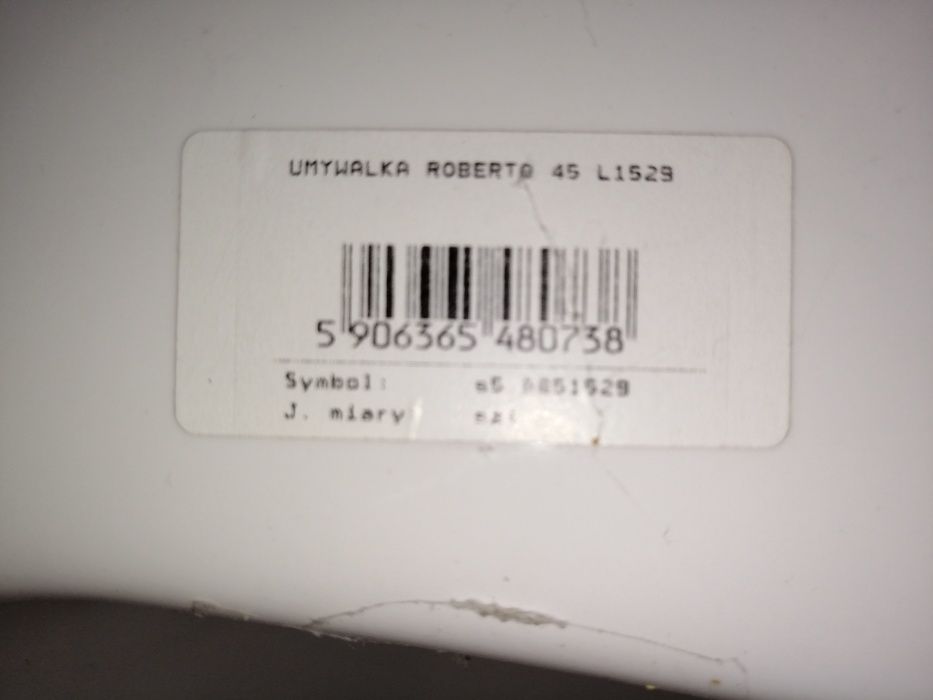 UMYWALKA ROBERTO 45 L1529
5 906365 480738
Symbol:
J. miary